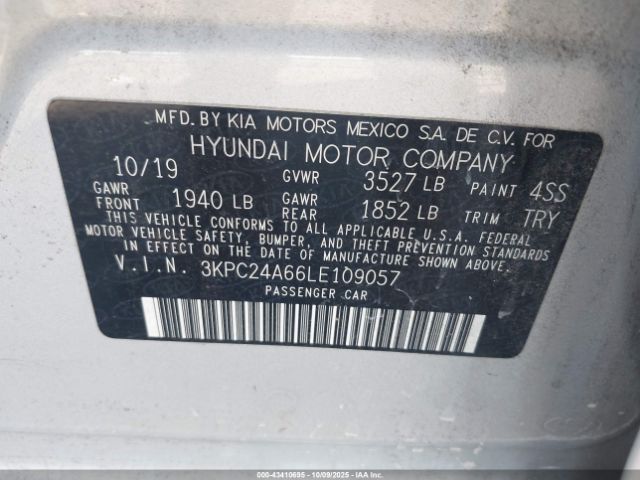 MFD. BY KIA MOTORS MEXICO S.A. DE C.V. FOR
HYUNDAI MOTOR COMPANY
10/19 GVWR 3527 LB PAINT 4SS
GAWR FRONT 1940 LB GAWR REAR 1852 LB TRIM TRY
THIS VEHICLE CONFORMS TO ALL APPLICABLE U.S.A. FEDERAL
MOTOR VEHICLE SAFETY, BUMPER, AND THEFT PREVENTION STANDARDS
IN EFFECT ON THE DATE OF MANUFACTURE SHOWN ABOVE.
V.I.N. 3KPC24A66LE109057
PASSENGER CAR
000-43410695 10/09/2025 IAAI.COM